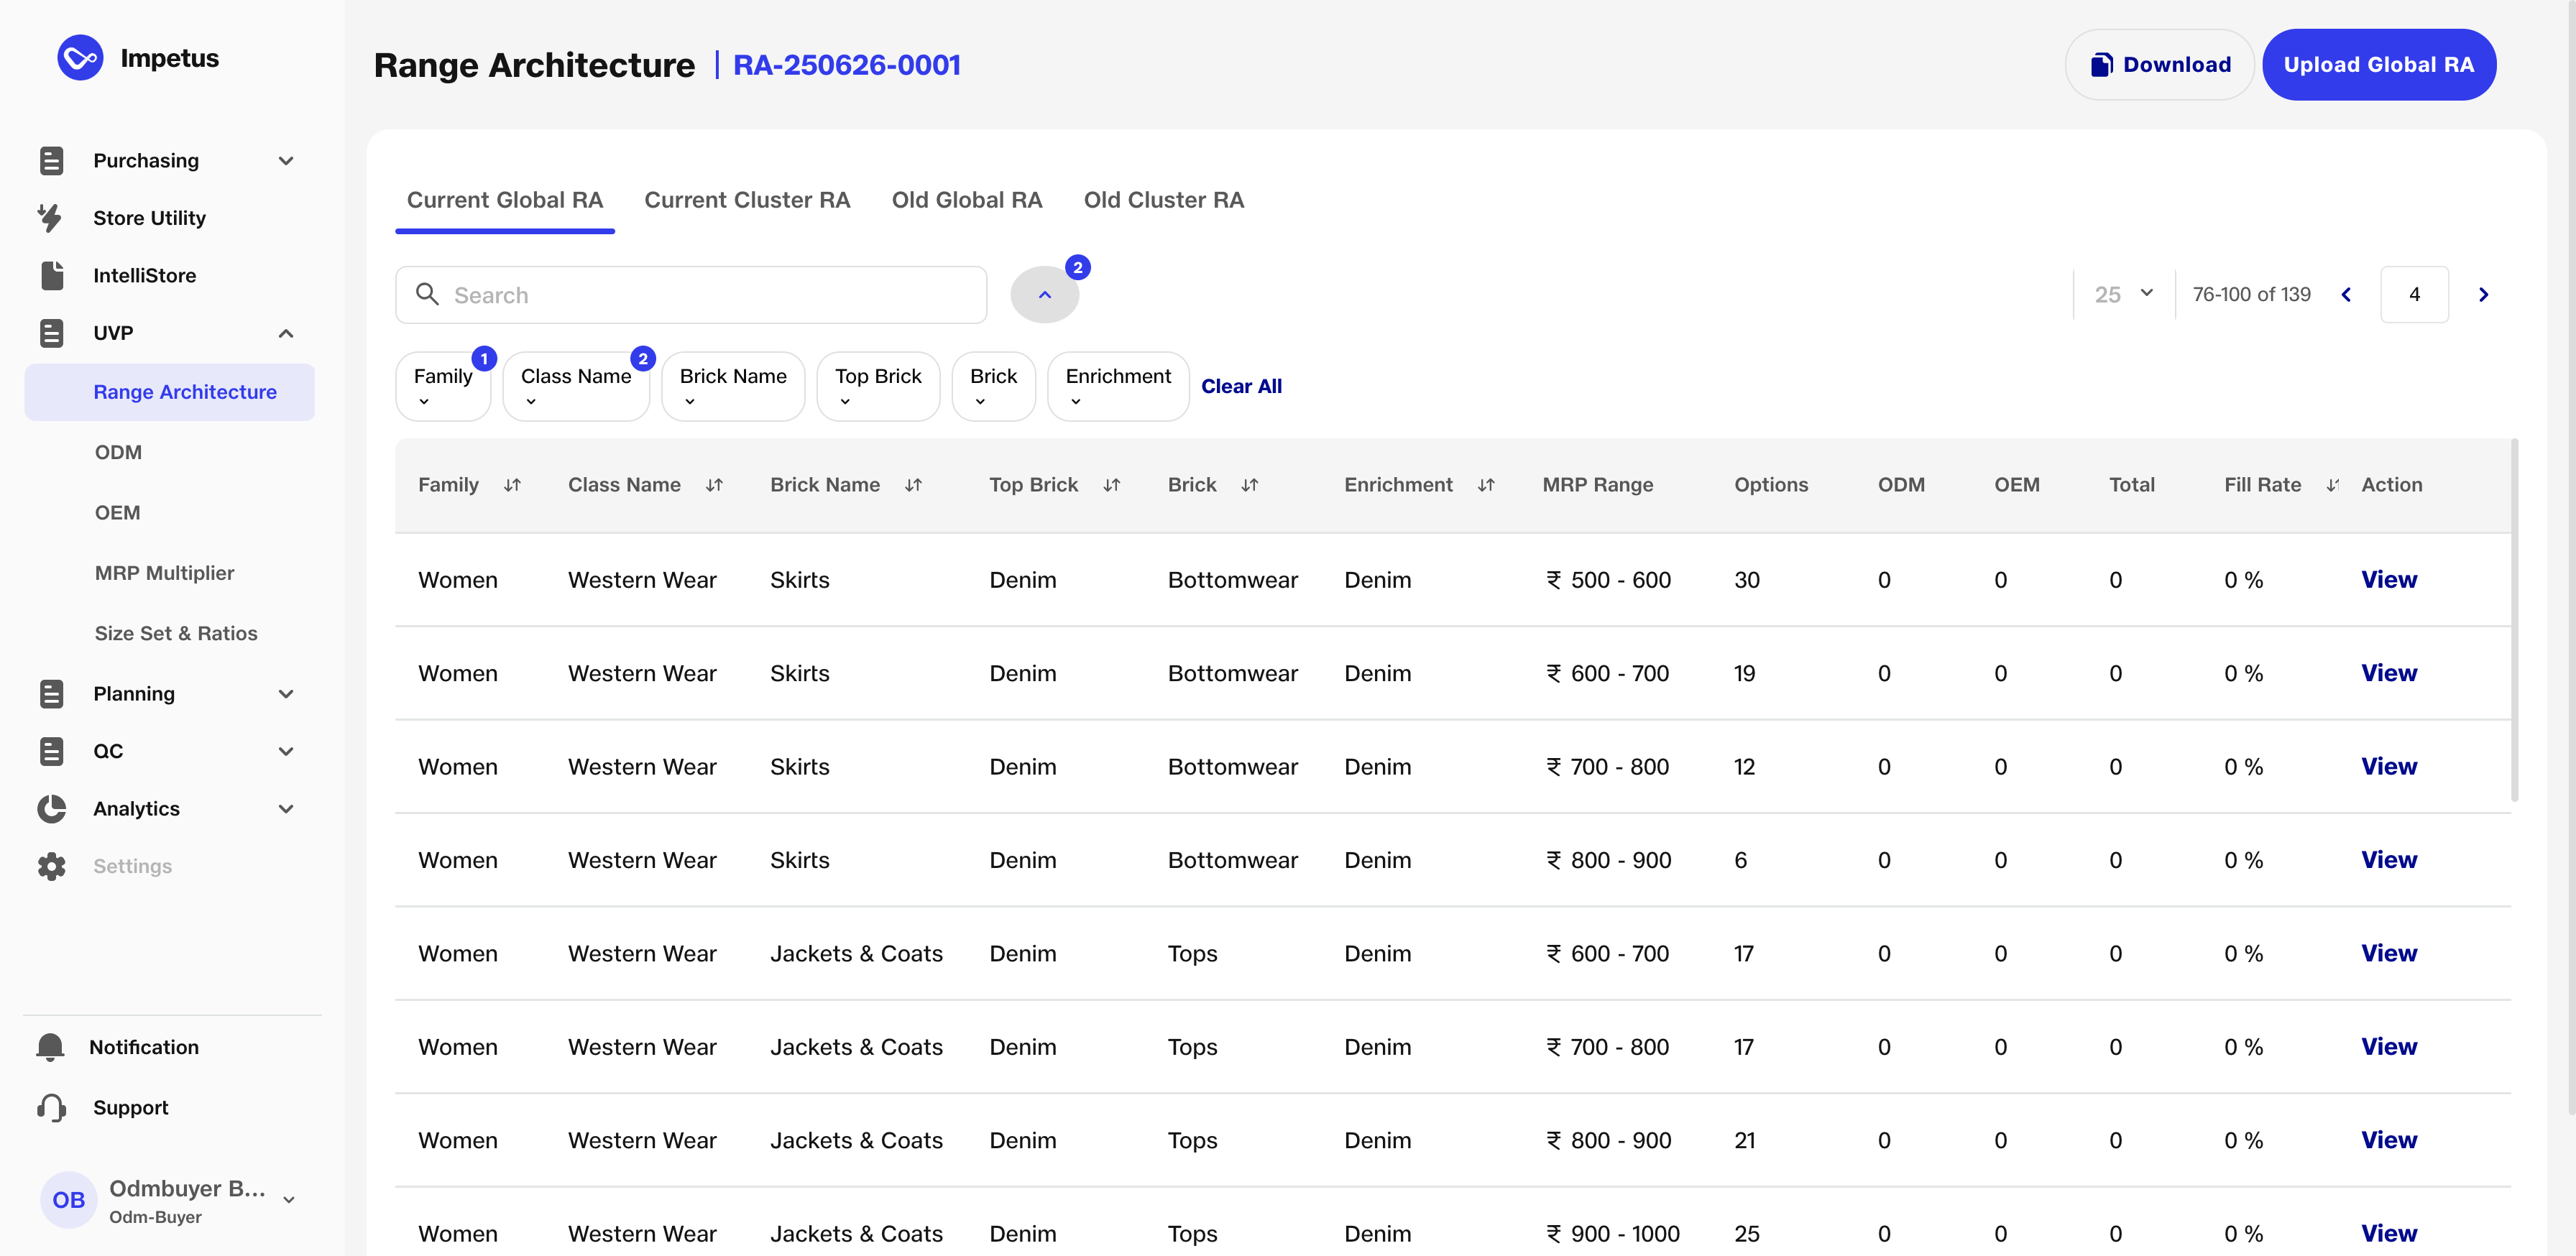 Impetus
Purchasing
Store Utility
IntelliStore
UVP
Range Architecture
ODM
OEM
MRP Multiplier
Size Set & Ratios
Planning
QC
Analytics
Settings
Notification
Support
OB
Odmbuyer B...
Odm-Buyer
Range Architecture | RA-250626-0001
Download
Upload Global RA
Current Global RA Current Cluster RA Old Global RA Old Cluster RA
Search
2
25 76-100 of 139 4
Family 1 Class Name 2 Brick Name Top Brick Brick Enrichment Clear All
Family Class Name Brick Name Top Brick Brick Enrichment MRP Range Options ODM OEM Total Fill Rate Action
Women Western Wear Skirts Denim Bottomwear Denim ₹ 500 - 600 30 0 0 0 0 % View
Women Western Wear Skirts Denim Bottomwear Denim ₹ 600 - 700 19 0 0 0 0 % View
Women Western Wear Skirts Denim Bottomwear Denim ₹ 700 - 800 12 0 0 0 0 % View
Women Western Wear Skirts Denim Bottomwear Denim ₹ 800 - 900 6 0 0 0 0 % View
Women Western Wear Jackets & Coats Denim Tops Denim ₹ 600 - 700 17 0 0 0 0 % View
Women Western Wear Jackets & Coats Denim Tops Denim ₹ 700 - 800 17 0 0 0 0 % View
Women Western Wear Jackets & Coats Denim Tops Denim ₹ 800 - 900 21 0 0 0 0 % View
Women Western Wear Jackets & Coats Denim Tops Denim ₹ 900 - 1000 25 0 0 0 0 % View